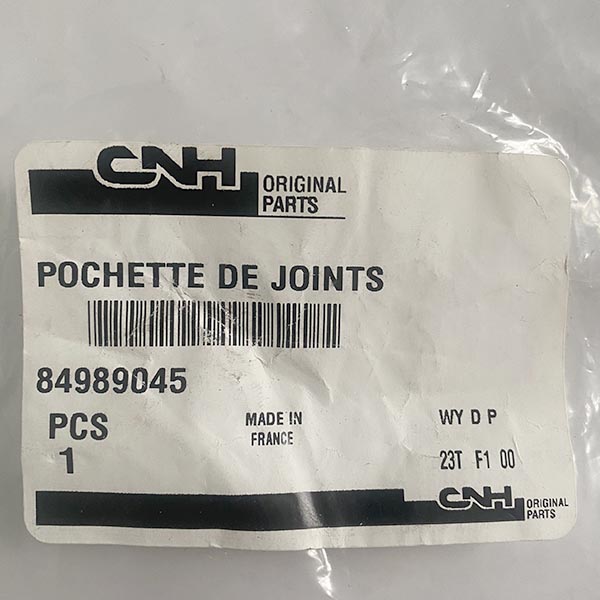 CNH ORIGINAL
PARTS
POCHETTE DE JOINTS
84989045
PCS
1
MADE IN
FRANCE
WY D P
23T F1 00
CNH ORIGINAL
PARTS